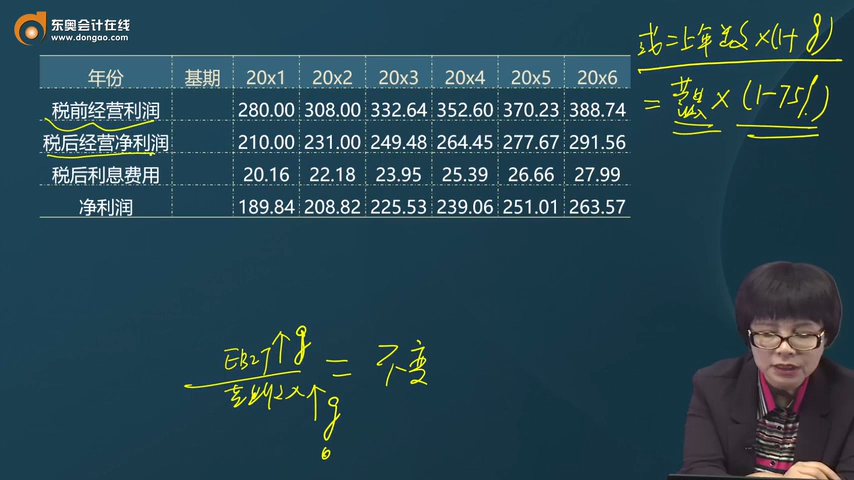 东奥会计在线
www.dongao.com
年份 基期 20x1 20x2 20x3 20x4 20x5 20x6
税前经营利润 280.00 308.00 332.64 352.60 370.23 388.74
税后经营净利润 210.00 231.00 249.48 264.45 277.67 291.56
税后利息费用 20.16 22.18 23.95 25.39 26.66 27.99
净利润 189.84 208.82 225.53 239.06 251.01 263.57
或=上年数×(1+g)
= × (1-75%)
EBIT↑g = 不变
↑g